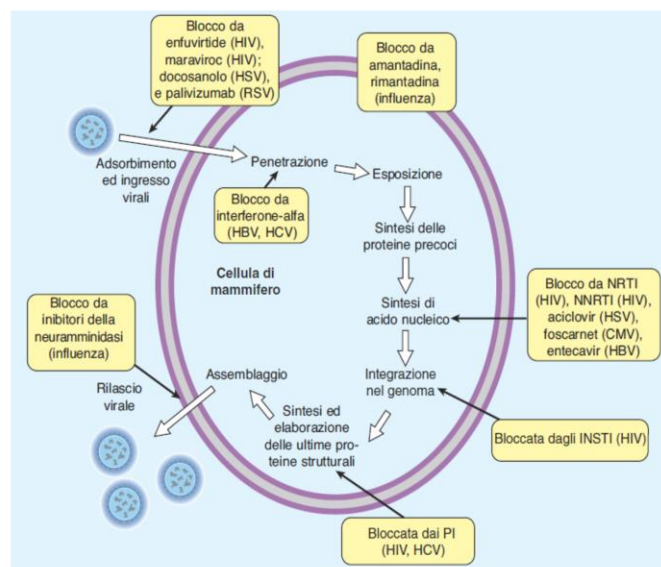 Blocco da
enfuvirtide (HIV),
maraviroc (HIV);
docosanolo (HSV),
e palivizumab (RSV)
Blocco da
amantadina,
rimantadina
(influenza)
Adsorbimento
ed ingresso
virali
Penetrazione
Esposizione
Blocco da
interferone-alfa
(HBV, HCV)
Sintesi delle
proteine precoci
Cellula di
mammifero
Blocco da NRTI
(HIV), NNRTI (HIV),
aciclovir (HSV),
foscarnet (CMV),
entecavir (HBV)
Sintesi di
acido nucleico
Blocco da
inibitori della
neuramminidasi
(influenza)
Integrazione
nel genoma
Assemblaggio
Rilascio
virale
Sintesi ed
elaborazione
delle ultime pro-
teine strutturali
Bloccata dagli INSTI (HIV)
Bloccata dai PI
(HIV, HCV)